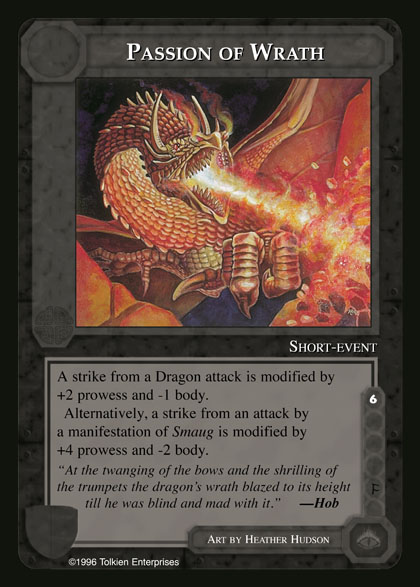 PASSION OF WRATH
SHORT-EVENT
A strike from a Dragon attack is modified by
+2 prowess and -1 body.
Alternatively, a strike from an attack by
a manifestation of Smaug is modified by
+4 prowess and -2 body.
6
“At the twanging of the bows and the shrilling of
the trumpets the dragon’s wrath blazed to its height
till he was blind and mad with it.” —Hob
F
ART BY HEATHER HUDSON
©1996 Tolkien Enterprises